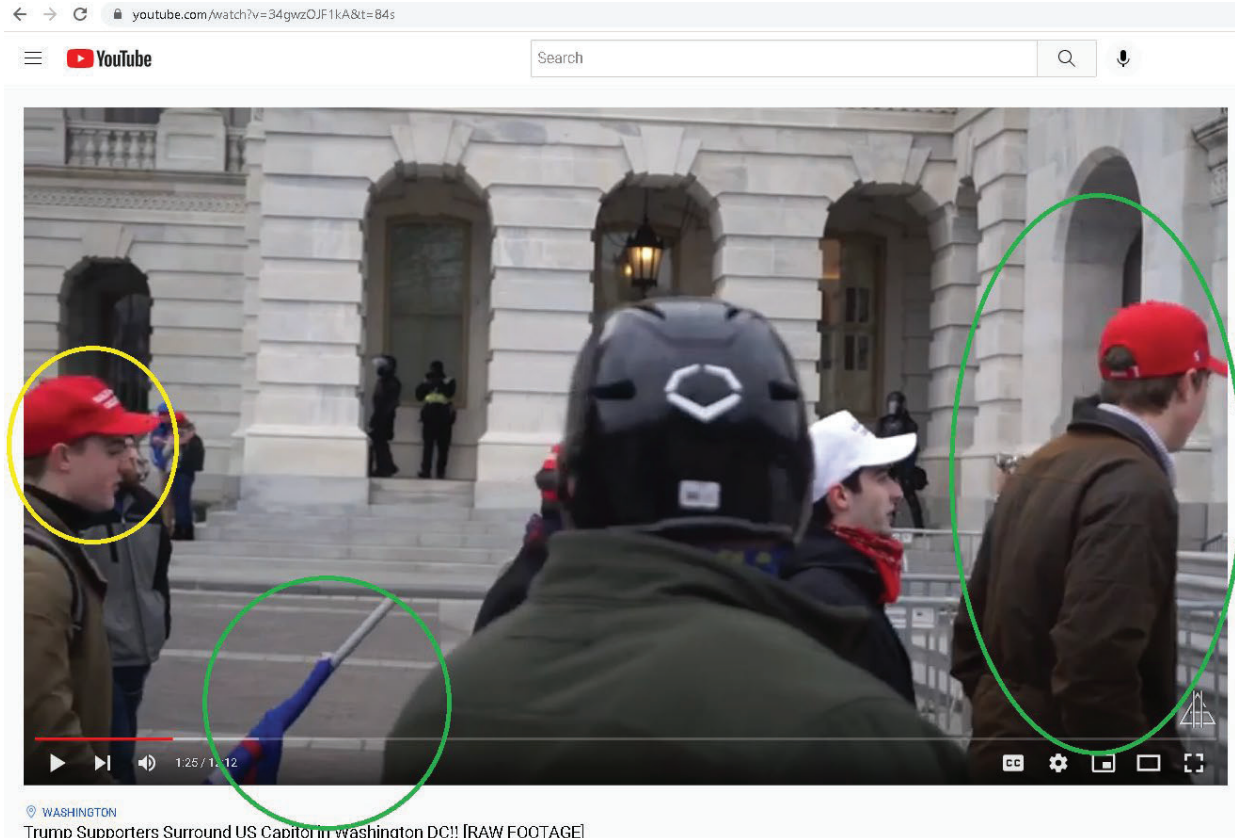 youtube.com/watch?v=34gwzOJF1kA&t=84s
YouTube
Search
1:25 /
CC
WASHINGTON
Trump Supporters Surround US Capitol in Washington DC!! [RAW FOOTAGE]